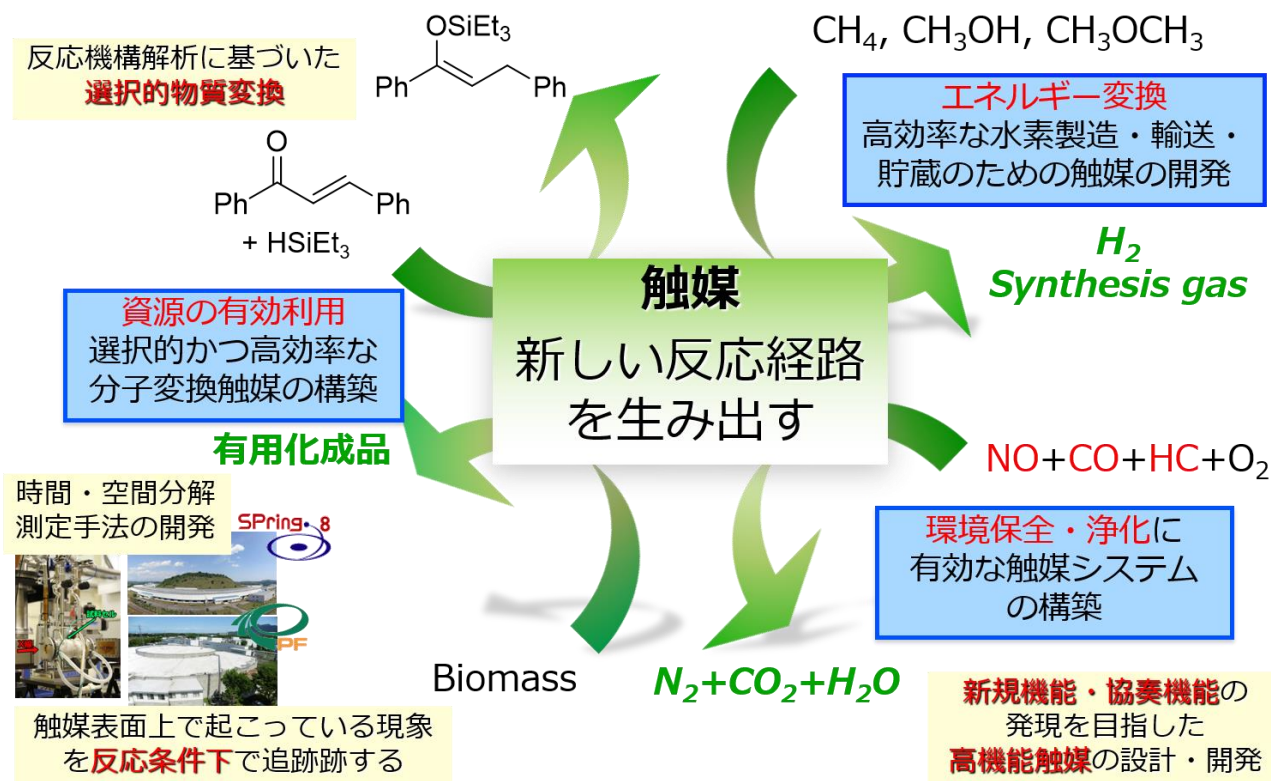 反応機構解析に基づいた
選択的物質変換
OSiEt₃
Ph
Ph
O
Ph
Ph
+ HSiEt₃
CH₄, CH₃OH, CH₃OCH₃
エネルギー変換
高効率な水素製造・輸送・
貯蔵のための触媒の開発
H₂
Synthesis gas
触媒
新しい反応経路
を生み出す
資源の有効利用
選択的かつ高効率な
分子変換触媒の構築
有用化成品
NO+CO+HC+O₂
環境保全・浄化に
有効な触媒システム
の構築
時間・空間分解
測定手法の開発
SPring.8
PF
Biomass
N₂+CO₂+H₂O
触媒表面上で起こっている現象
を反応条件下で追跡跡する
新規機能・協奏機能の
発現を目指した
高機能触媒の設計・開発